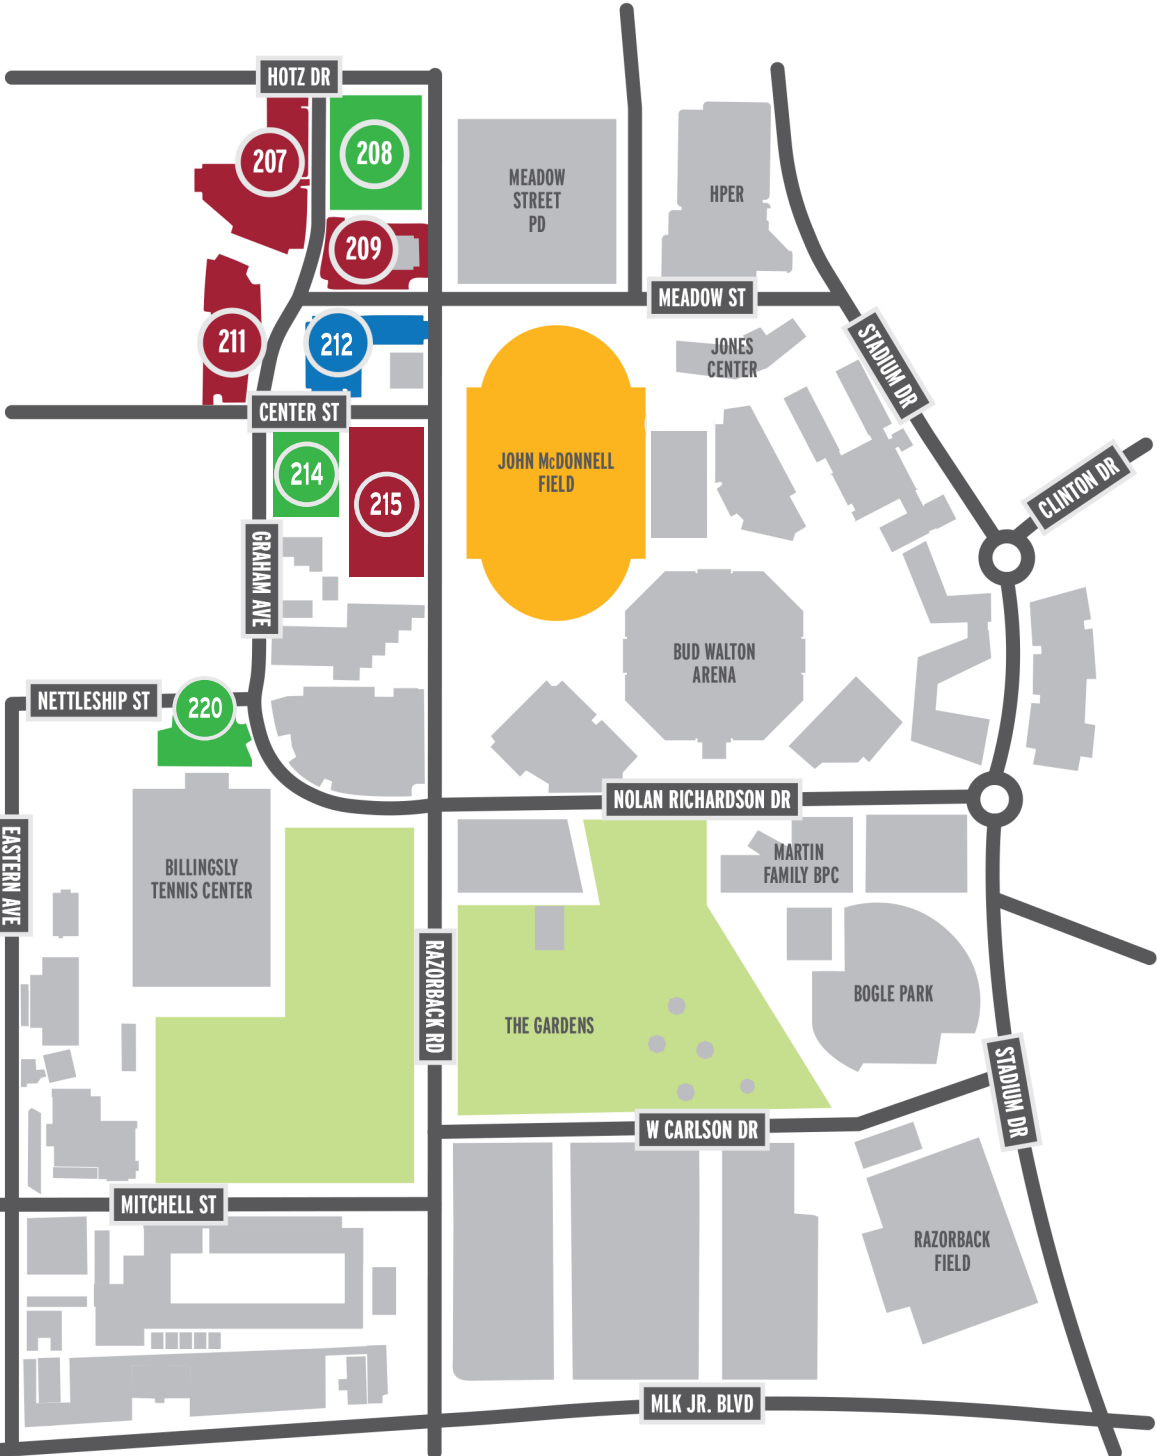 HOTZ DR
207
208
MEADOW
STREET
PD
HPER
209
MEADOW ST
211
212
JONES
CENTER
STADIUM DR
CENTER ST
214
215
JOHN McDONNELL
FIELD
CLINTON DR
GRAHAM AVE
BUD WALTON
ARENA
NETTLESHIP ST
220
NOLAN RICHARDSON DR
EASTERN AVE
BILLINGSLY
TENNIS CENTER
MARTIN
FAMILY BPC
RAZORBACK RD
THE GARDENS
BOGLE PARK
STADIUM DR
W CARLSON DR
MITCHELL ST
RAZORBACK
FIELD
MLK JR. BLVD